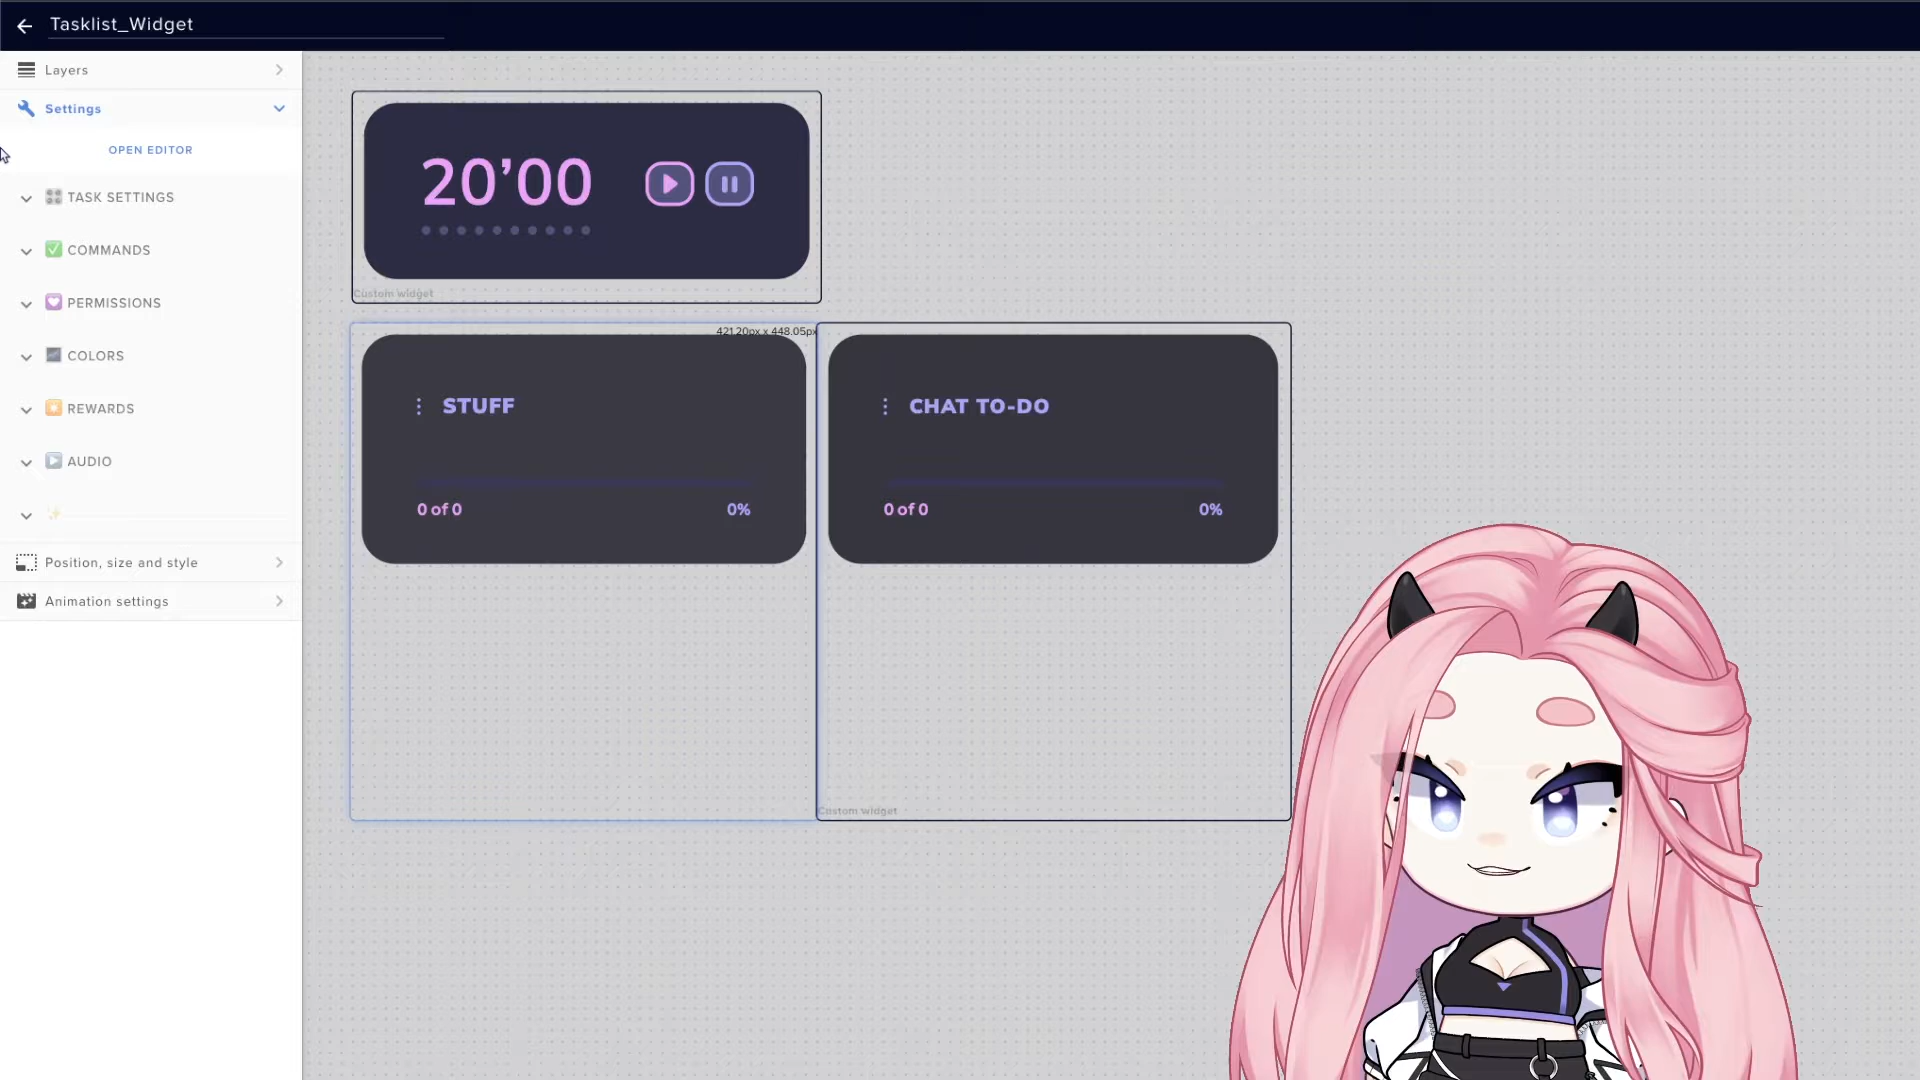 Tasklist_Widget
Layers
Settings
OPEN EDITOR
TASK SETTINGS
COMMANDS
PERMISSIONS
COLORS
REWARDS
AUDIO
Position, size and style
Animation settings
20’00
Custom widget
421.20px x 448.05px
STUFF
0 of 0 0%
CHAT TO-DO
0 of 0 0%
Custom widget